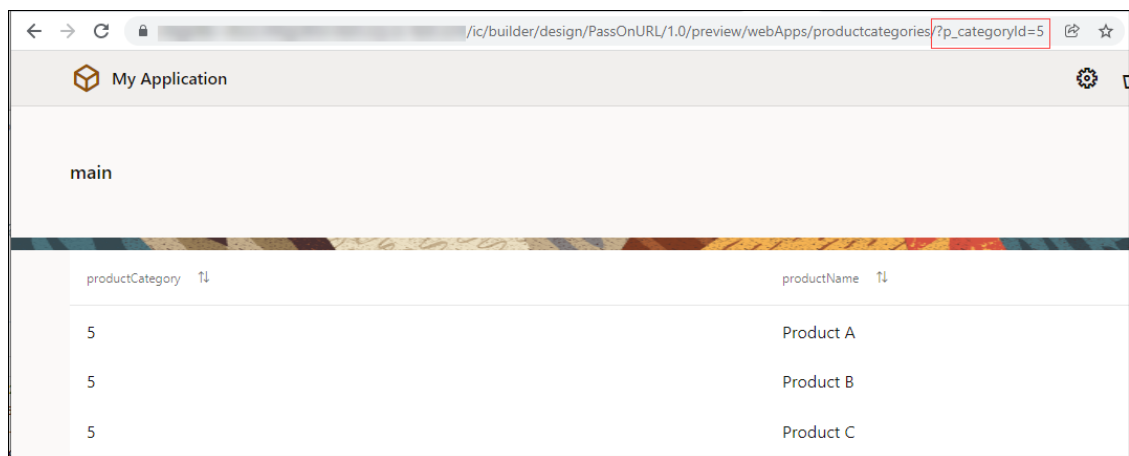 /ic/builder/design/PassOnURL/1.0/preview/webApps/productcategories/?p_categoryId=5
My Application
main
productCategory productName
5 Product A
5 Product B
5 Product C